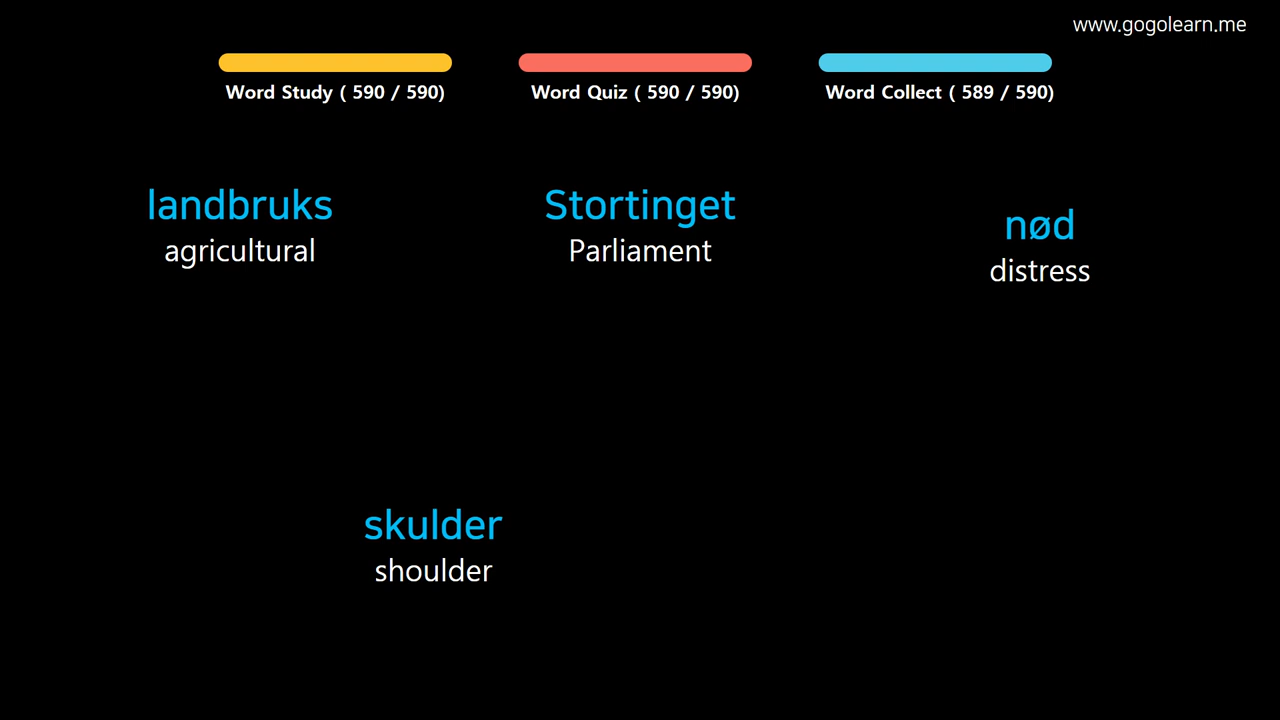 www.gogolearn.me
Word Study ( 590 / 590)
Word Quiz ( 590 / 590)
Word Collect ( 589 / 590)
landbruks
agricultural
Stortinget
Parliament
nød
distress
skulder
shoulder